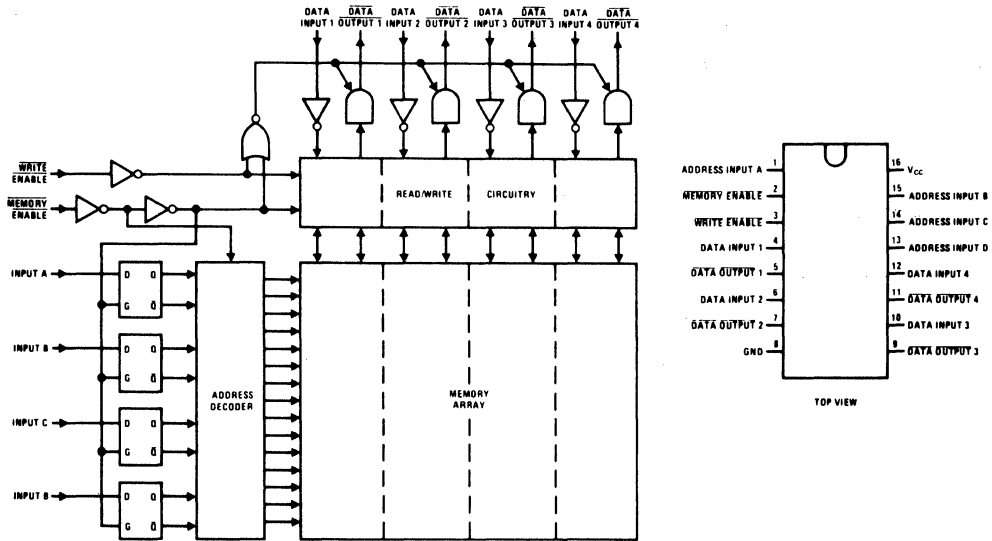 DATA INPUT 1
DATA OUTPUT 1
DATA INPUT 2
DATA OUTPUT 2
DATA INPUT 3
DATA OUTPUT 3
DATA INPUT 4
DATA OUTPUT 4
WRITE
ENABLE
MEMORY
ENABLE
READ/WRITE CIRCUITRY
INPUT A
D Q
G Q̅
INPUT B
D Q
G Q̅
INPUT C
D Q
G Q̅
INPUT B
D Q
G Q̅
ADDRESS
DECODER
MEMORY
ARRAY
ADDRESS INPUT A 1
MEMORY ENABLE 2
WRITE ENABLE 3
DATA INPUT 1 4
DATA OUTPUT 1 5
DATA INPUT 2 6
DATA OUTPUT 2 7
GND 8
16 VCC
15 ADDRESS INPUT B
14 ADDRESS INPUT C
13 ADDRESS INPUT D
12 DATA INPUT 4
11 DATA OUTPUT 4
10 DATA INPUT 3
9 DATA OUTPUT 3
TOP VIEW